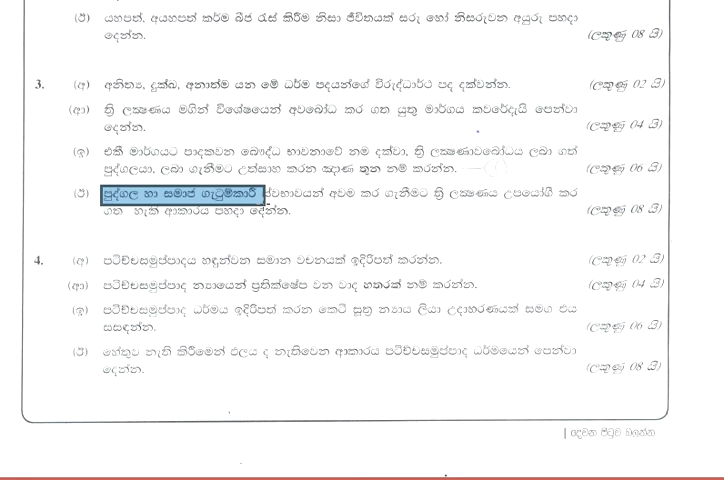 (ඊ) යහපත්, අයහපත් කර්ම බීජ රැස් කිරීම නිසා ජීවිතයක් සරු හෝ නිසරුවන අයුරු පහදා
දෙන්න. (ලකුණු 08 යි)
3. (අ) අනිත්‍ය, දුක්ඛ, අනාත්ම යන මේ ධර්ම පදයන්ගේ විරුද්ධාර්ථ පද දක්වන්න. (ලකුණු 02 යි)
(ආ) ත්‍රි ලක්ෂණය මගින් විශේෂයෙන් අවබෝධ කර ගත යුතු මාර්ගය කවරේදැයි පෙන්වා
දෙන්න. (ලකුණු 04 යි)
(ඉ) එකී මාර්ගයට පාදකවන බෞද්ධ භාවනාවේ නම දක්වා, ත්‍රි ලක්ෂණාවබෝධය ලබා ගත්
පුද්ගලයා, ලබා ගැනීමට උත්සාහ කරන ඤාණ තුන නම් කරන්න. (ලකුණු 06 යි)
(ඊ) පුද්ගල හා සමාජ ගැටුම්කාරී ස්වභාවයන් අවම කර ගැනීමට ත්‍රි ලක්ෂණය උපයෝගී කර
ගත හැකි ආකාරය පහදා දෙන්න. (ලකුණු 08 යි)
4. (අ) පටිච්චසමුප්පාදය හඳුන්වන සමාන වචනයක් ඉදිරිපත් කරන්න. (ලකුණු 02 යි)
(ආ) පටිච්චසමුප්පාද න්‍යායෙන් ප්‍රතික්ෂේප වන වාද හතරක් නම් කරන්න. (ලකුණු 04 යි)
(ඉ) පටිච්චසමුප්පාද ධර්මය ඉදිරිපත් කරන කෙටි සූත්‍ර න්‍යාය ලියා උදාහරණයක් සමග එය
සසඳන්න. (ලකුණු 06 යි)
(ඊ) හේතුව නැති කිරීමෙන් ඵලය ද නැතිවෙන ආකාරය පටිච්චසමුප්පාද ධර්මයෙන් පෙන්වා
දෙන්න. (ලකුණු 08 යි)
| දෙවන පිටුව බලන්න